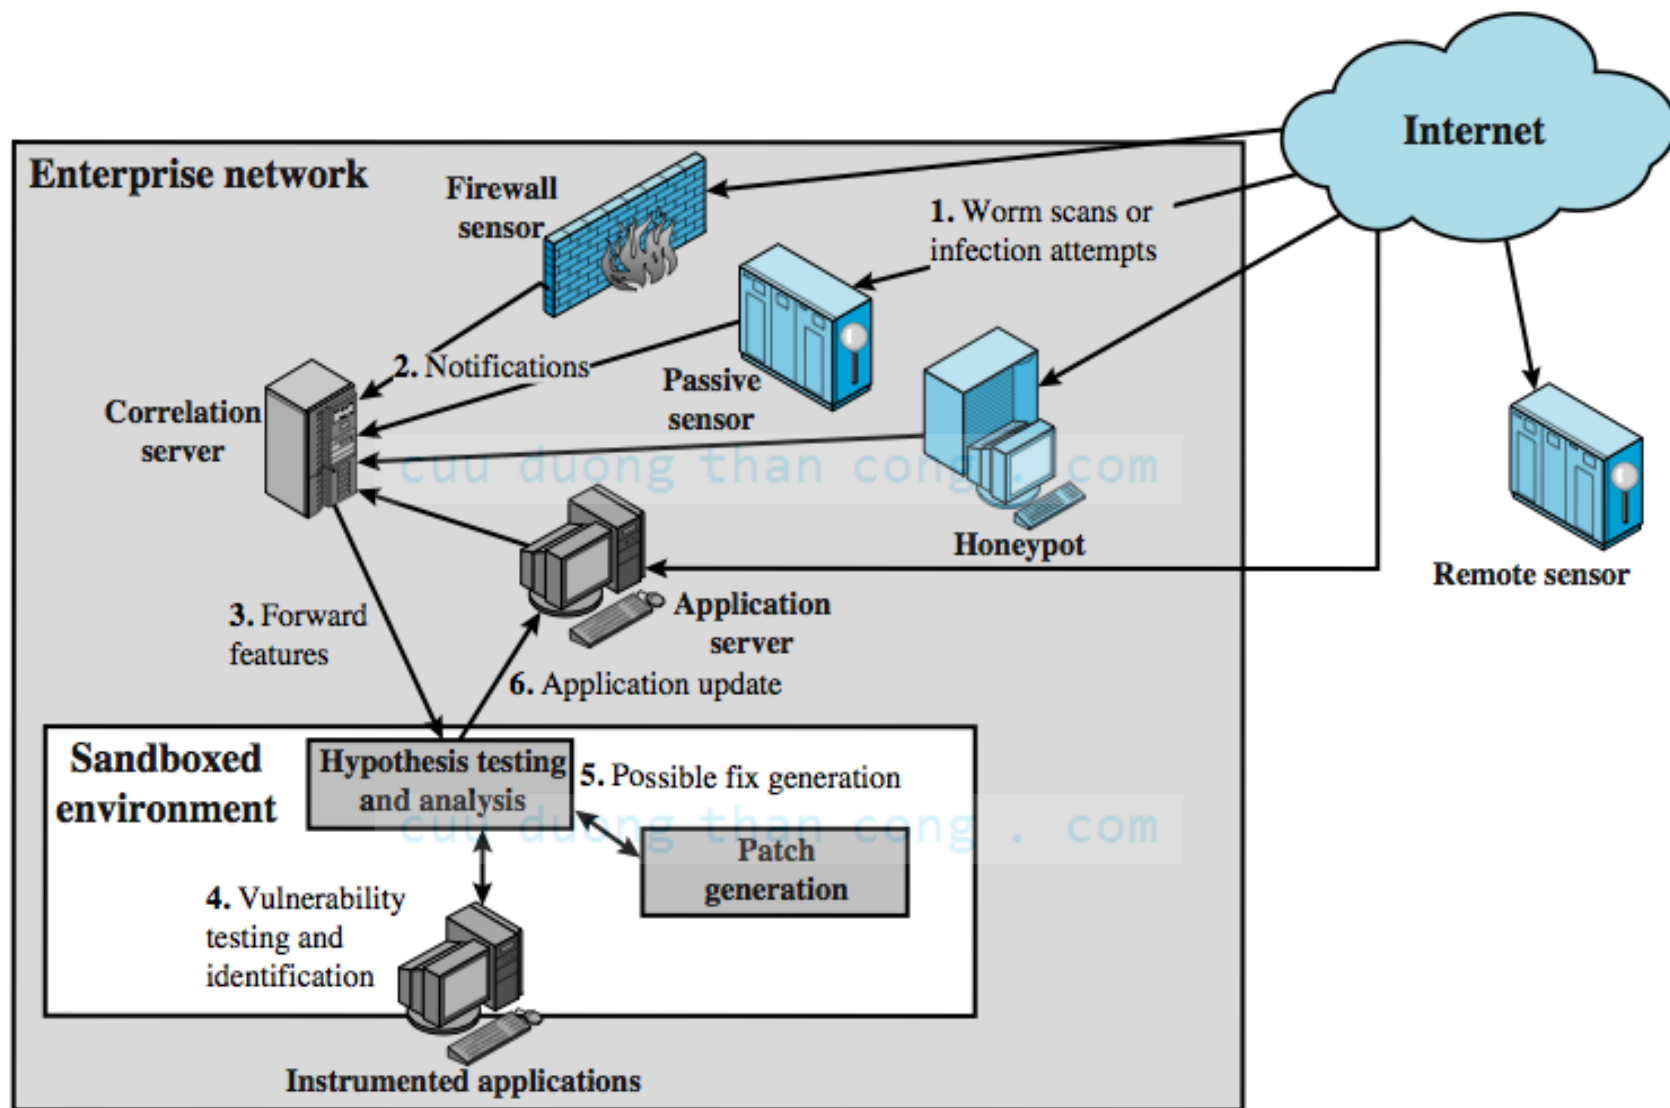 Internet
Enterprise network
Firewall
sensor
1. Worm scans or
infection attempts
2. Notifications
Passive
sensor
Correlation
server
cuu duong than cong . com
Honeypot
Remote sensor
Application
server
3. Forward
features
6. Application update
Sandboxed
environment
Hypothesis testing
and analysis
5. Possible fix generation
cuu duong than cong . com
Patch
generation
4. Vulnerability
testing and
identification
Instrumented applications